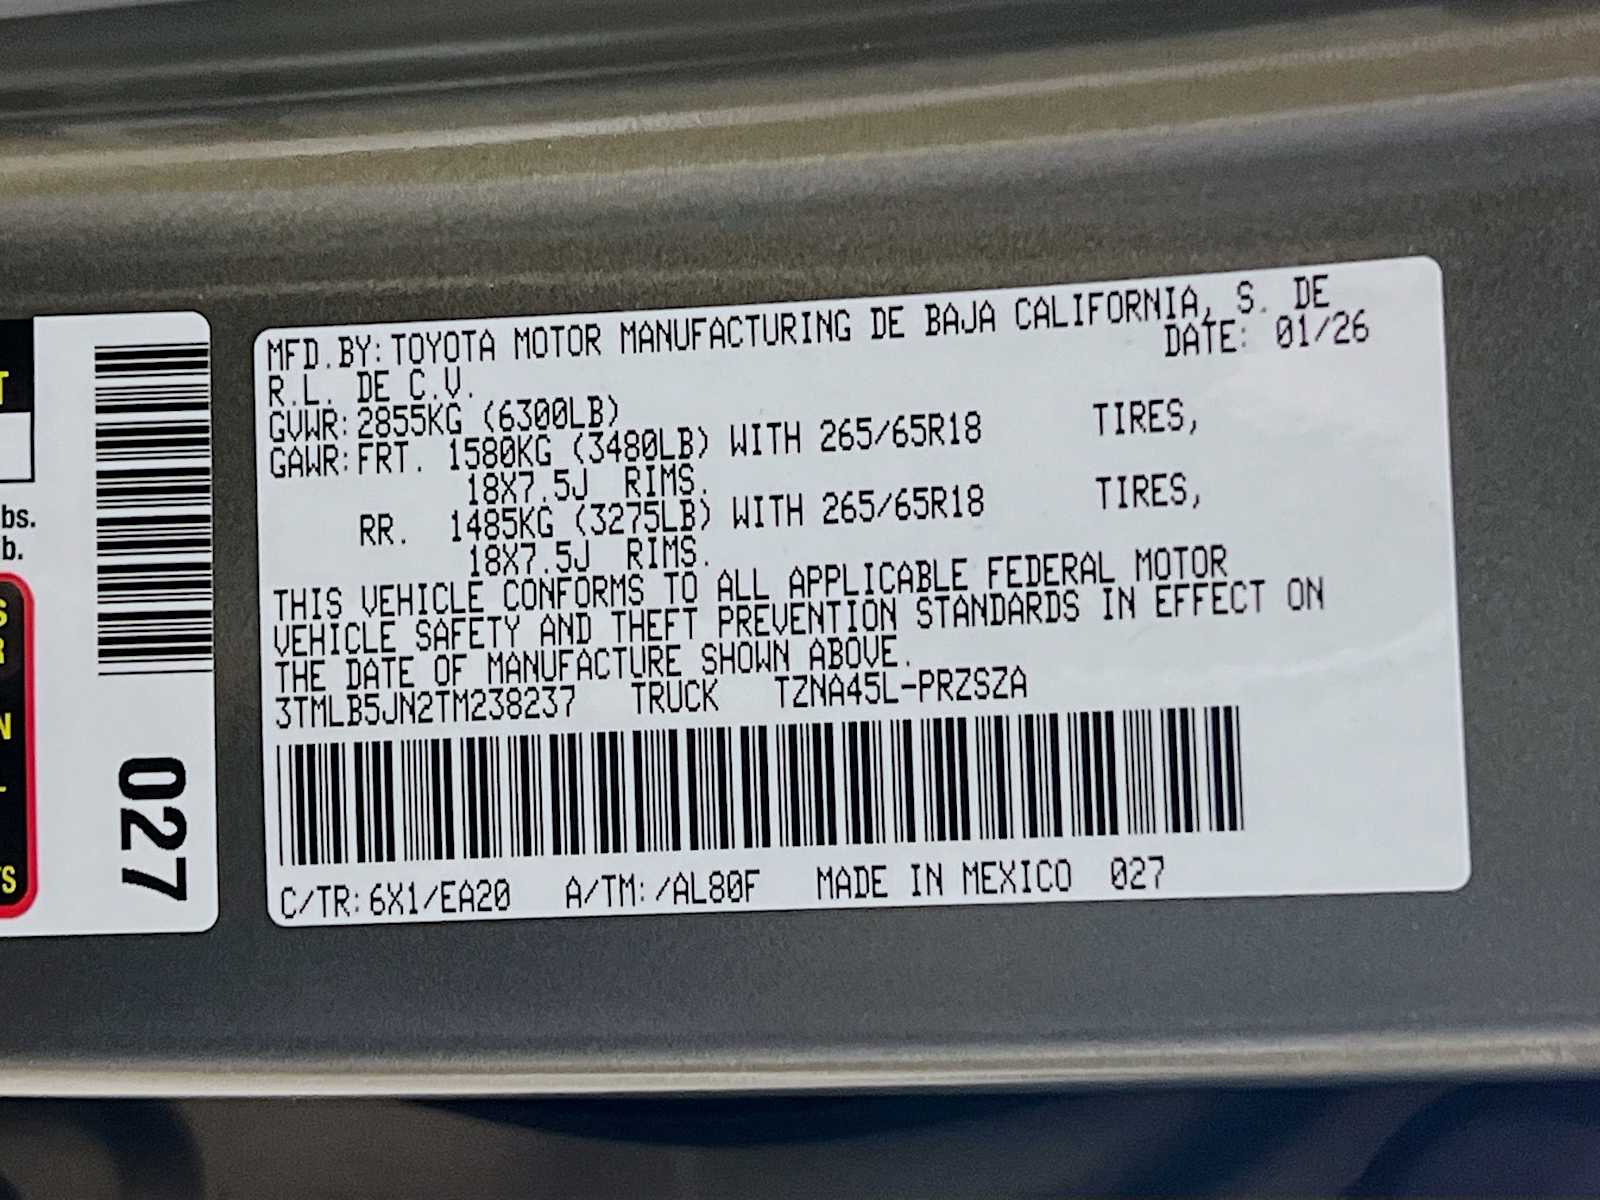 MFD.BY:TOYOTA MOTOR MANUFACTURING DE BAJA CALIFORNIA, S. DE
R.L. DE C.V.
DATE: 01/26
GVWR:2855KG (6300LB)
GAWR:FRT. 1580KG (3480LB) WITH 265/65R18 TIRES,
18X7.5J RIMS.
RR. 1485KG (3275LB) WITH 265/65R18 TIRES,
18X7.5J RIMS.
THIS VEHICLE CONFORMS TO ALL APPLICABLE FEDERAL MOTOR
VEHICLE SAFETY AND THEFT PREVENTION STANDARDS IN EFFECT ON
THE DATE OF MANUFACTURE SHOWN ABOVE.
3TMLB5JN2TM238237 TRUCK TZNA45L-PRZSZA
C/TR:6X1/EA20 A/TM:/AL80F MADE IN MEXICO 027
027
bs.
b.